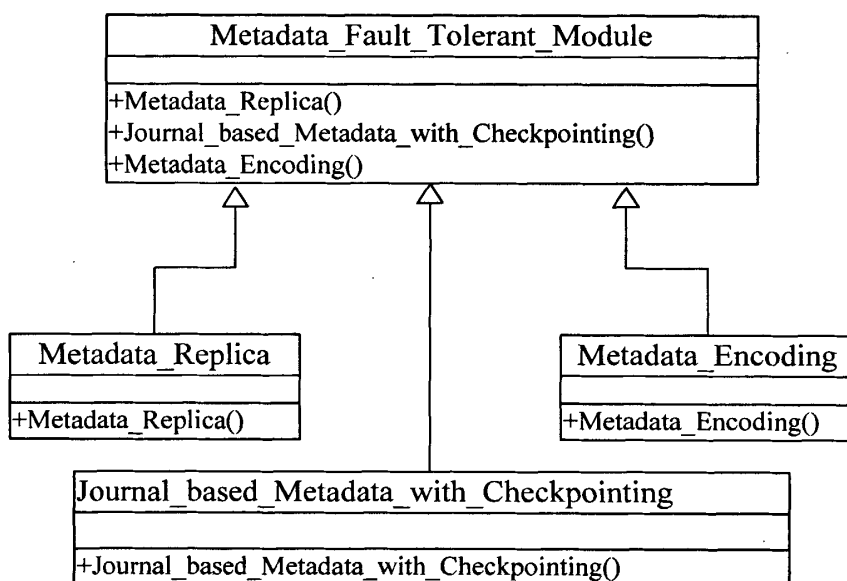 Metadata_Fault_Tolerant_Module
+Metadata_Replica()
+Journal_based_Metadata_with_Checkpointing()
+Metadata_Encoding()
Metadata_Replica
+Metadata_Replica()
Metadata_Encoding
+Metadata_Encoding()
Journal_based_Metadata_with_Checkpointing
+Journal_based_Metadata_with_Checkpointing()